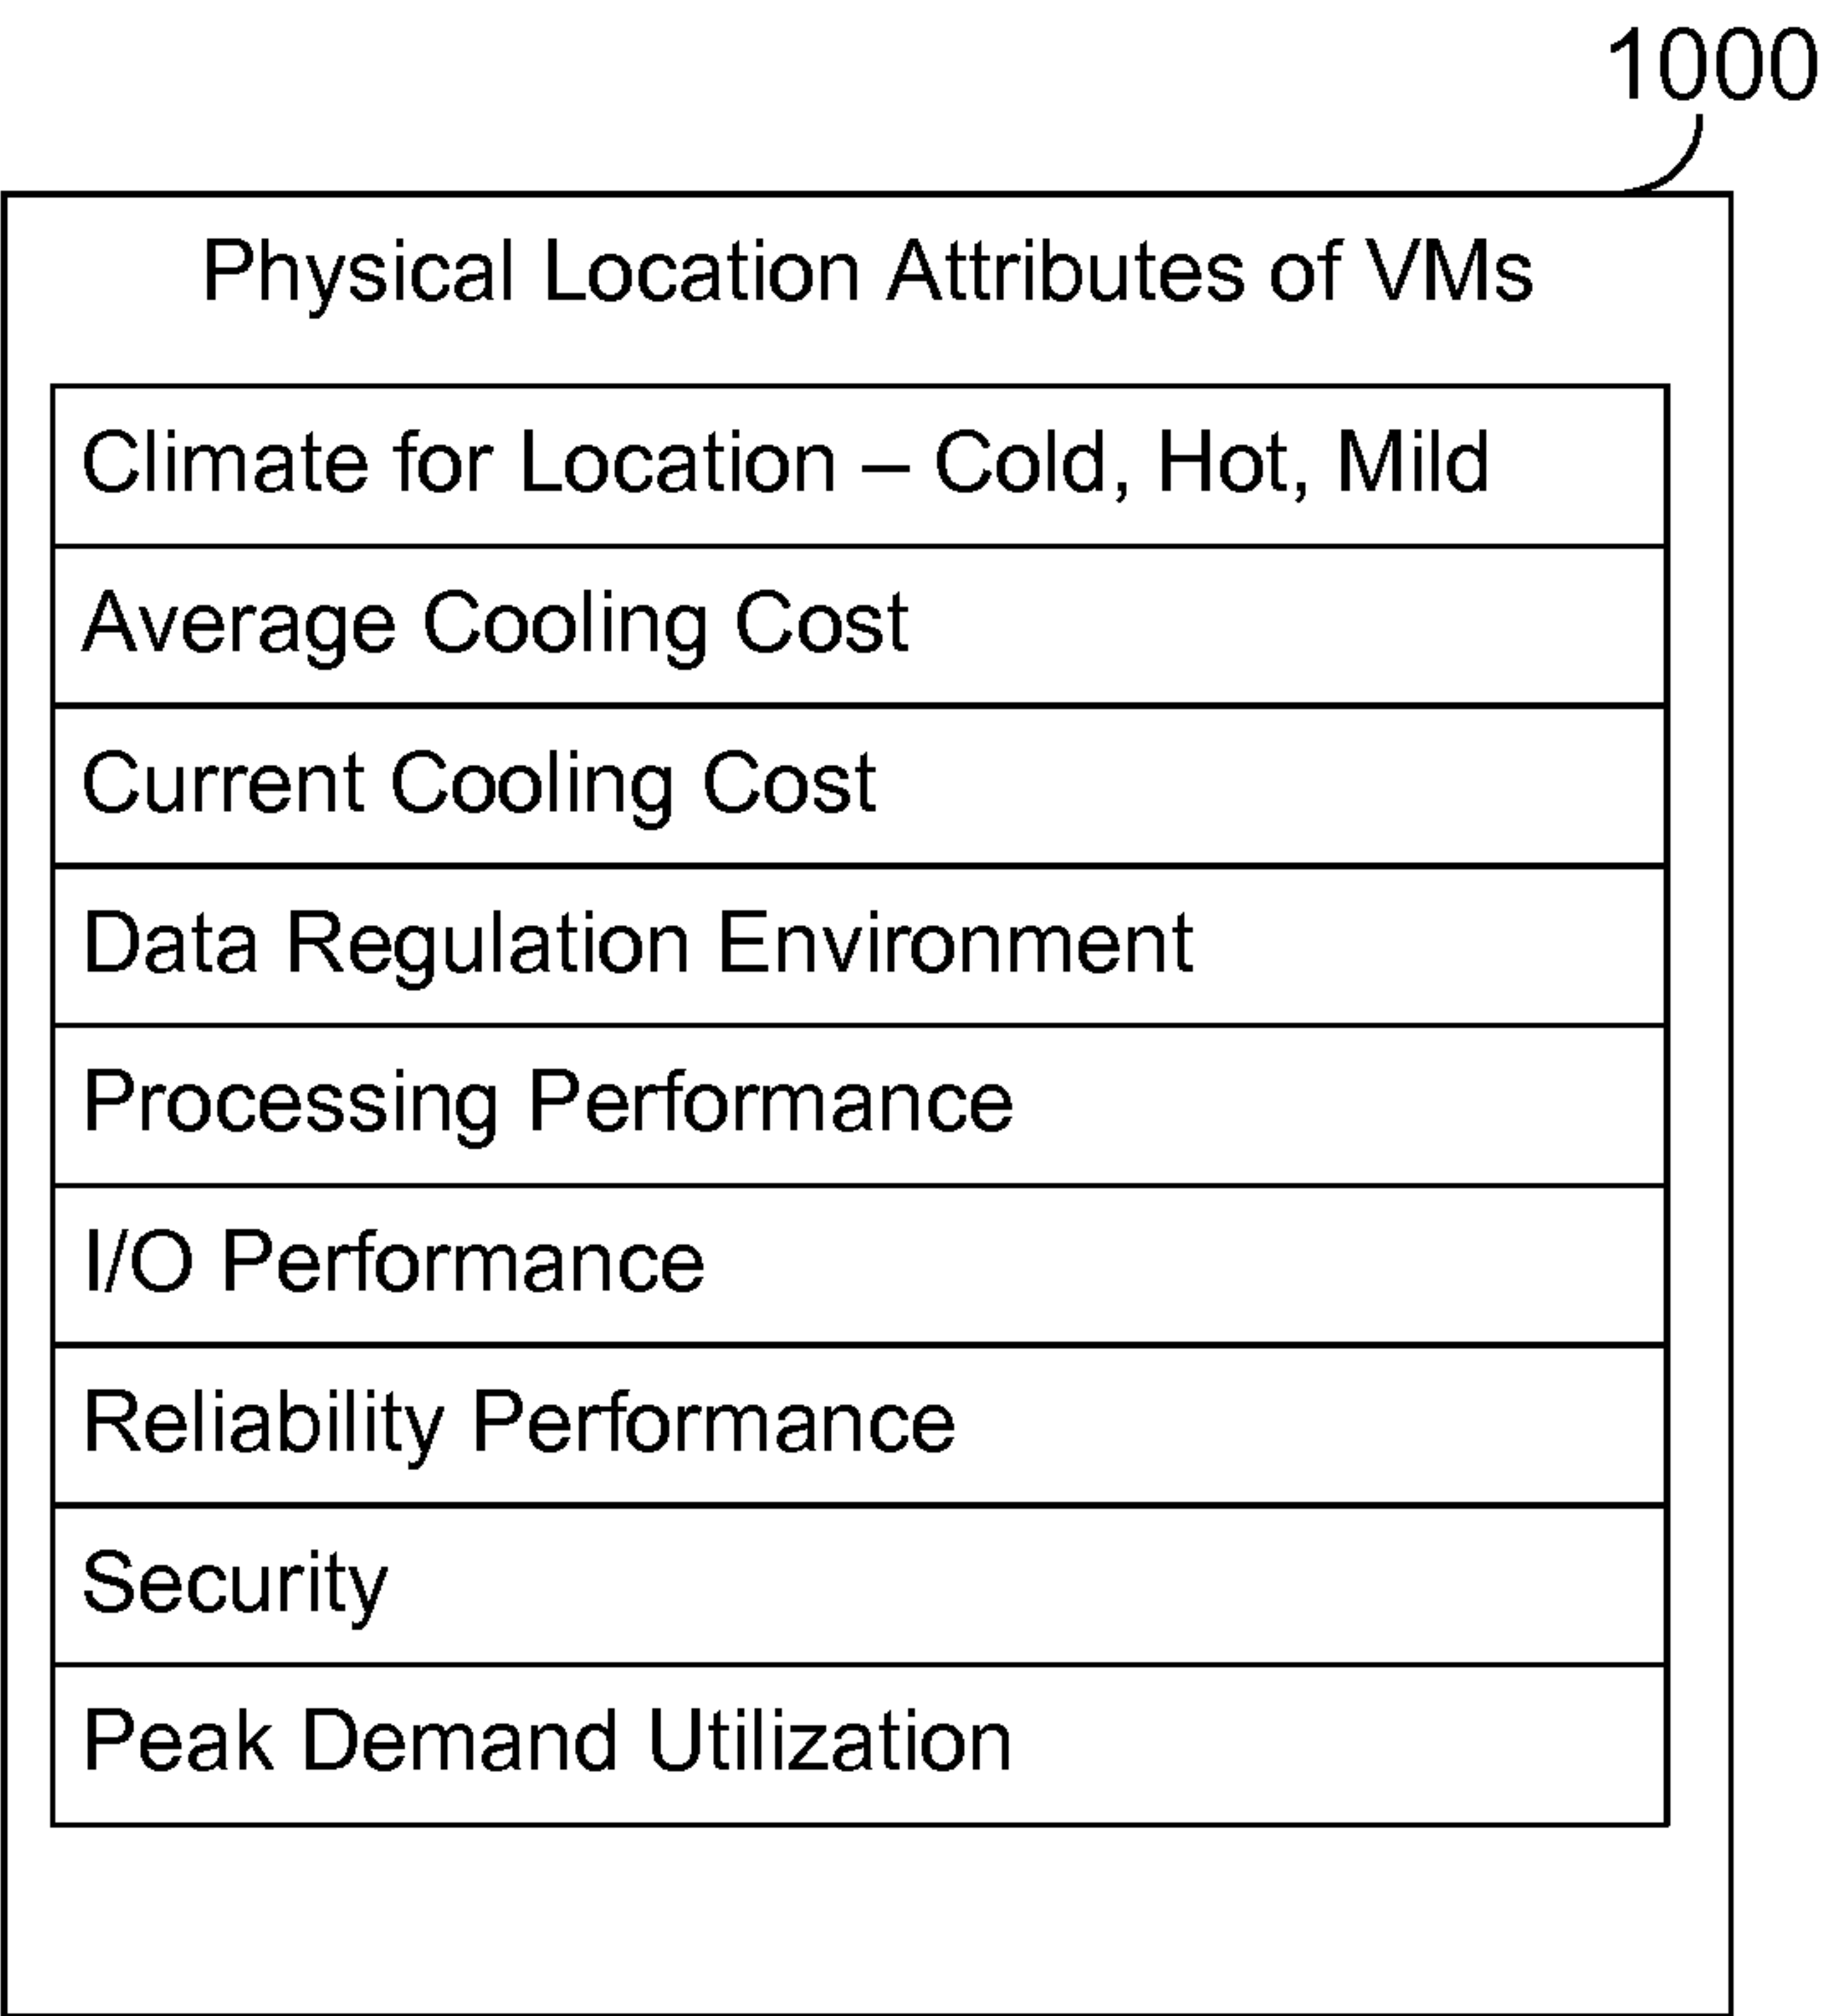 1000
Physical Location Attributes of VMs
Climate for Location – Cold, Hot, Mild
Average Cooling Cost
Current Cooling Cost
Data Regulation Environment
Processing Performance
I/O Performance
Reliability Performance
Security
Peak Demand Utilization